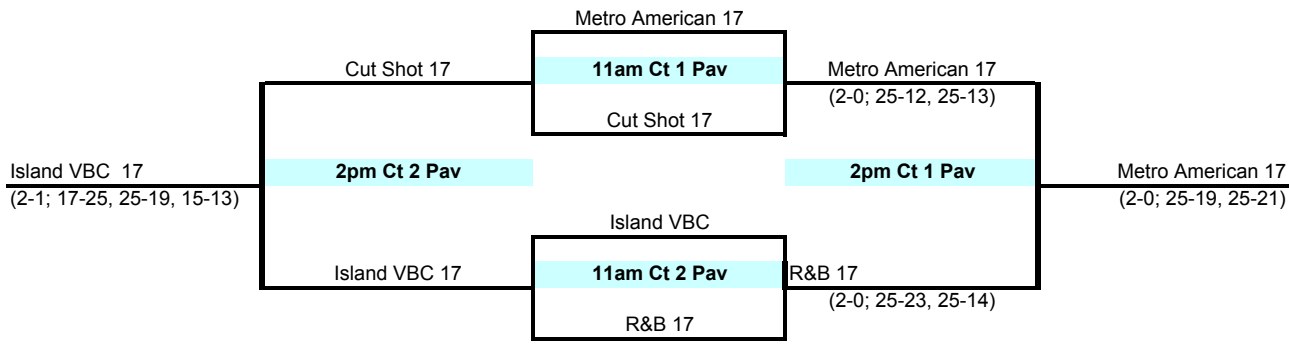 Metro American 17
Cut Shot 17
11am Ct 1 Pav
Metro American 17
(2-0; 25-12, 25-13)
Cut Shot 17
Island VBC 17
2pm Ct 2 Pav
2pm Ct 1 Pav
Metro American 17
(2-1; 17-25, 25-19, 15-13)
(2-0; 25-19, 25-21)
Island VBC
Island VBC 17
11am Ct 2 Pav
R&B 17
(2-0; 25-23, 25-14)
R&B 17